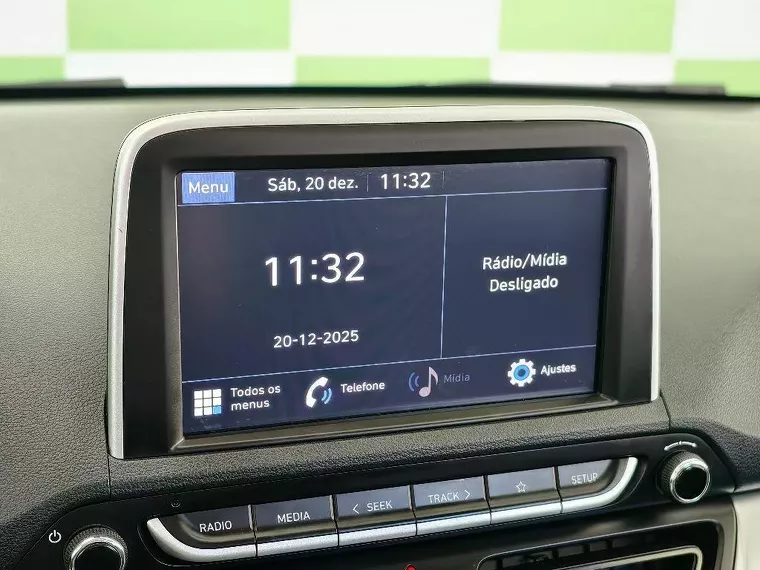 Menu Sáb, 20 dez. 11:32
11:32
20-12-2025
Rádio/Mídia
Desligado
Todos os
menus
Telefone
Mídia
Ajustes
RADIO MEDIA < SEEK TRACK > ☆ SETUP